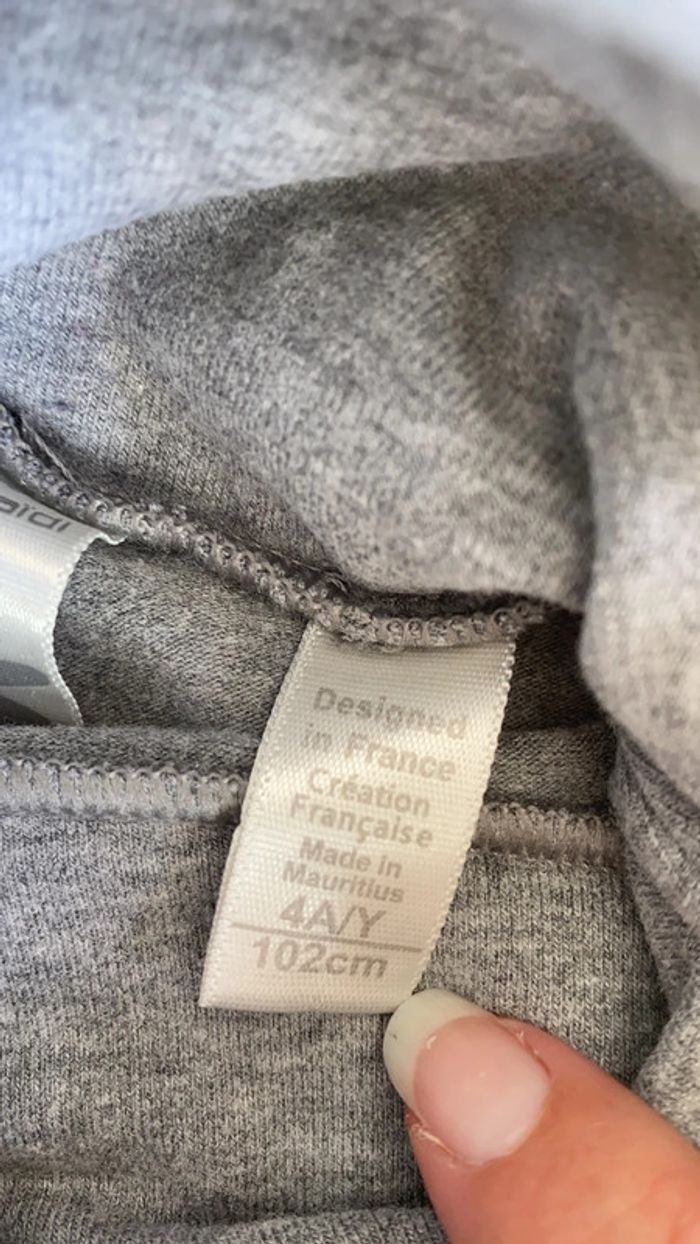 Designed
in France
Création
Française
Made in
Mauritius
4A/Y
102cm